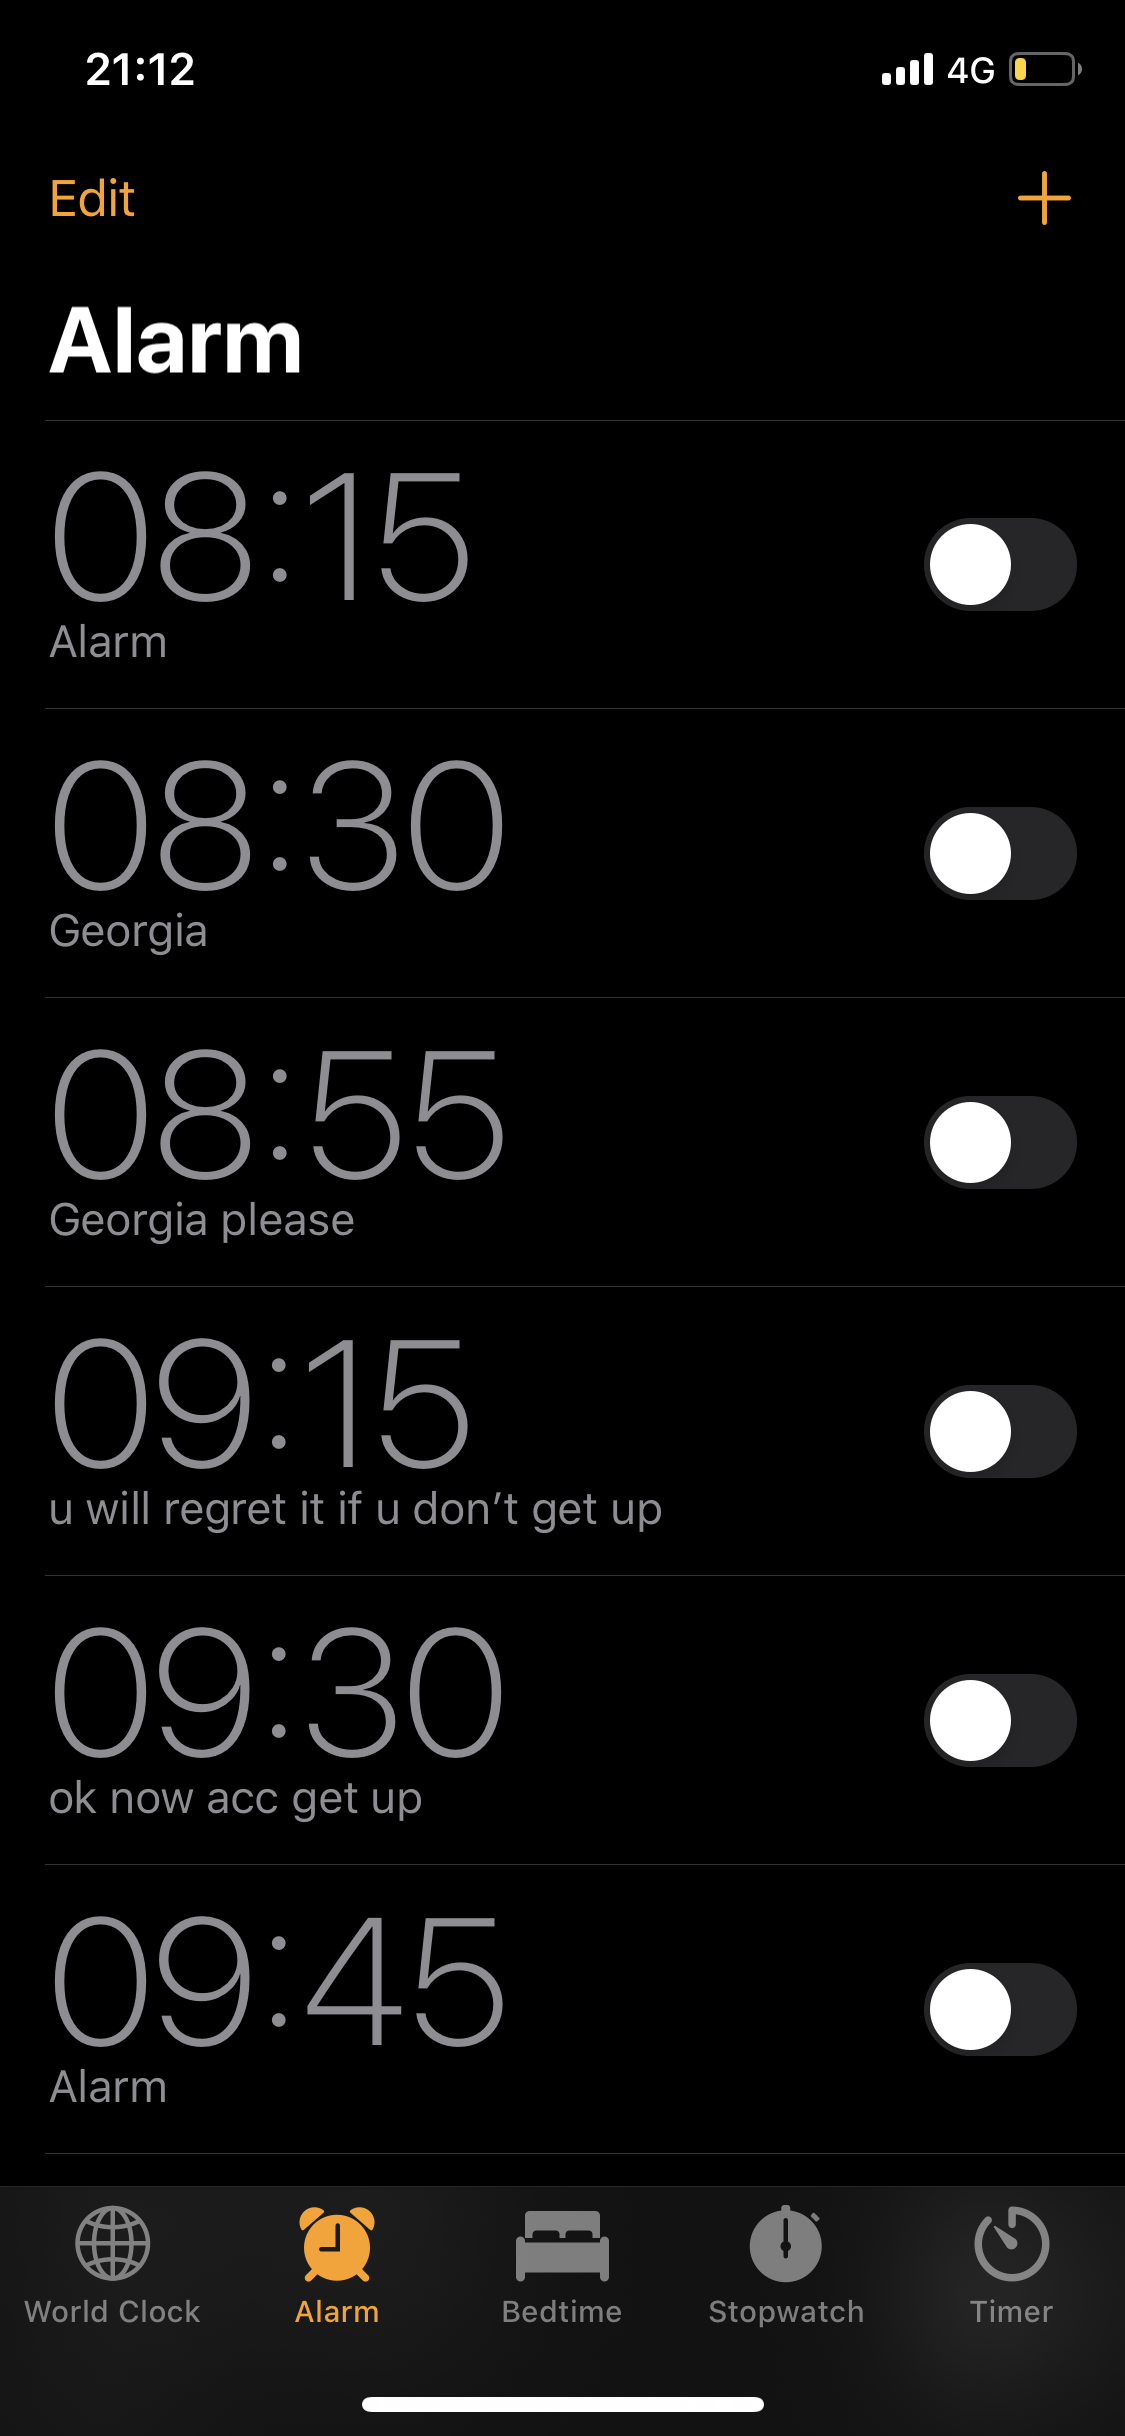 21:12 4G
Edit
Alarm
08:15
Alarm
08:30
Georgia
08:55
Georgia please
09:15
u will regret it if u don’t get up
09:30
ok now acc get up
09:45
Alarm
World Clock Alarm Bedtime Stopwatch Timer